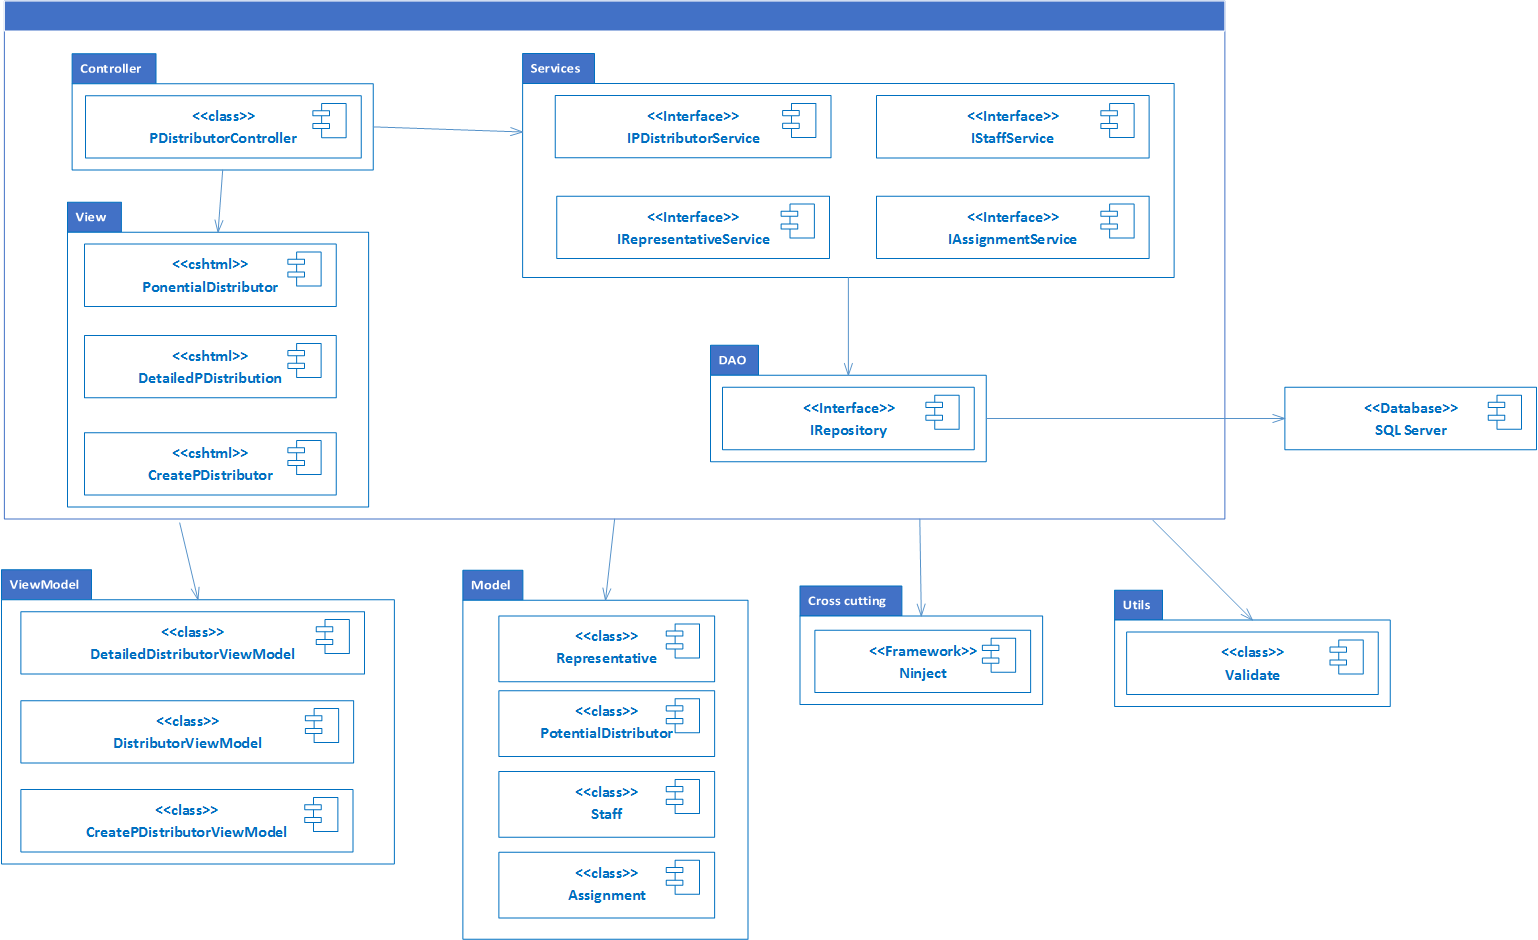 Controller
<<class>>
PDistributorController
Services
<<Interface>>
IPDistributorService
<<Interface>>
IStaffService
<<Interface>>
IRepresentativeService
<<Interface>>
IAssignmentService
View
<<cshtml>>
PonentialDistributor
<<cshtml>>
DetailedPDistribution
<<cshtml>>
CreatePDistributor
DAO
<<Interface>>
IRepository
<<Database>>
SQL Server
ViewModel
<<class>>
DetailedDistributorViewModel
<<class>>
DistributorViewModel
<<class>>
CreatePDistributorViewModel
Model
<<class>>
Representative
<<class>>
PotentialDistributor
<<class>>
Staff
<<class>>
Assignment
Cross cutting
<<Framework>>
Ninject
Utils
<<class>>
Validate